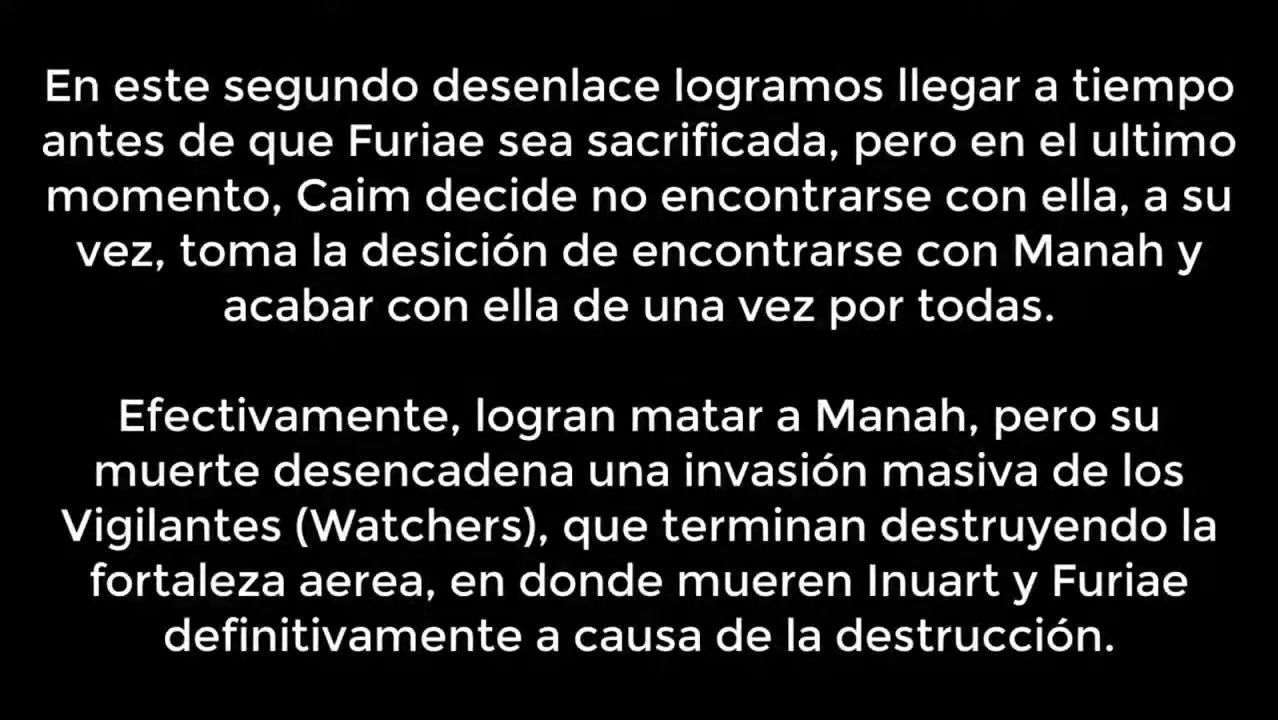 En este segundo desenlace logramos llegar a tiempo
antes de que Furiae sea sacrificada, pero en el ultimo
momento, Caim decide no encontrarse con ella, a su
vez, toma la desición de encontrarse con Manah y
acabar con ella de una vez por todas.
Efectivamente, logran matar a Manah, pero su
muerte desencadena una invasión masiva de los
Vigilantes (Watchers), que terminan destruyendo la
fortaleza aerea, en donde mueren Inuart y Furiae
definitivamente a causa de la destrucción.